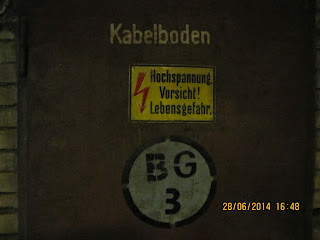 Kabelboden
Hochspannung.
Vorsicht!
Lebensgefahr.
BG
3
28/06/2014 16:48